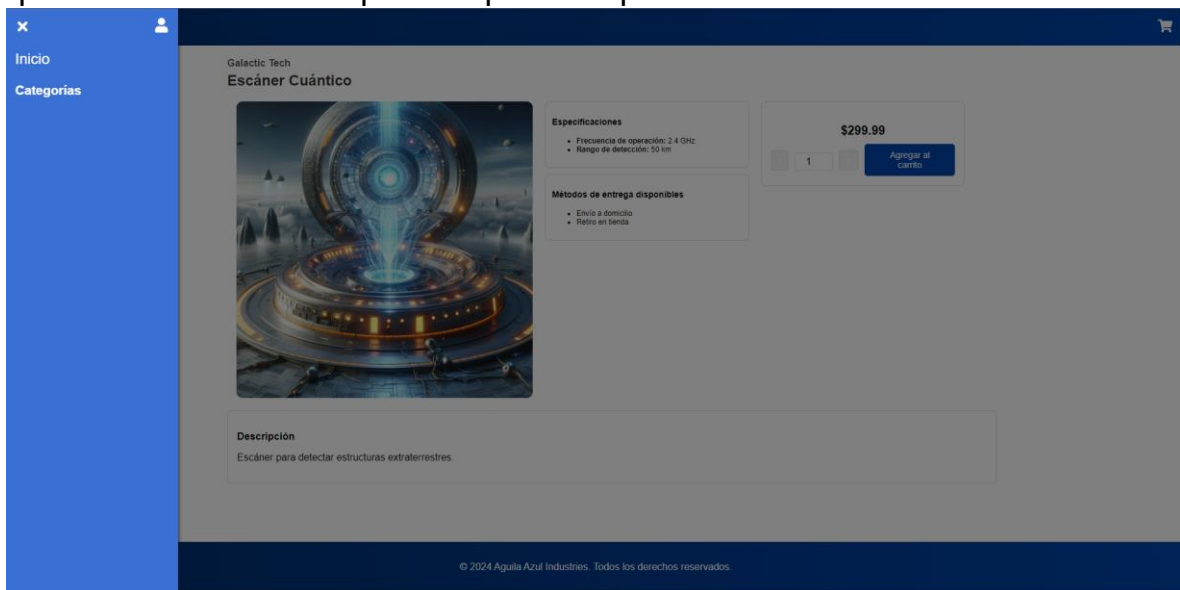 Inicio
Categorías
Galactic Tech
Escáner Cuántico
Especificaciones
Frecuencia de operación: 2.4 GHz
Rango de detección: 50 km
Métodos de entrega disponibles
Envío a domicilio
Retiro en tienda
$299.99
1
Agregar al
carrito
Descripción
Escáner para detectar estructuras extraterrestres.
© 2024 Aguila Azul Industries. Todos los derechos reservados